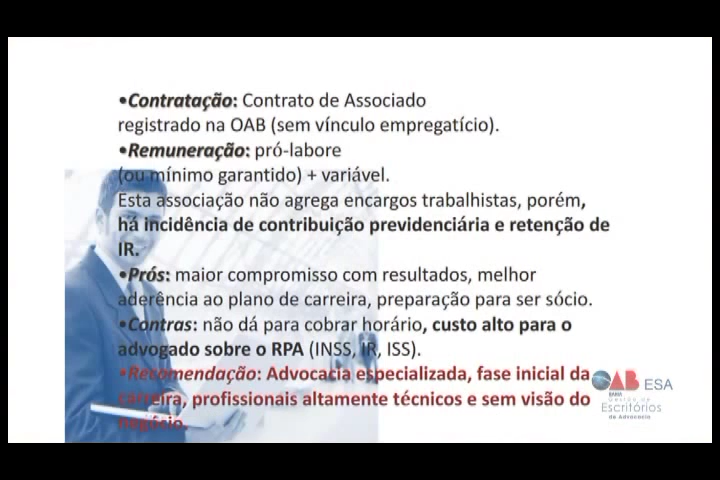 •Contratação: Contrato de Associado
registrado na OAB (sem vínculo empregatício).
•Remuneração: pró-labore
(ou mínimo garantido) + variável.
Esta associação não agrega encargos trabalhistas, porém,
há incidência de contribuição previdenciária e retenção de
IR.
•Prós: maior compromisso com resultados, melhor
aderência ao plano de carreira, preparação para ser sócio.
•Contras: não dá para cobrar horário, custo alto para o
advogado sobre o RPA (INSS, IR, ISS).
•Recomendação: Advocacia especializada, fase inicial da
carreira, profissionais altamente técnicos e sem visão do
negócio.
OAB ESA
BAHIA
Gestão de
Escritórios
de Advocacia